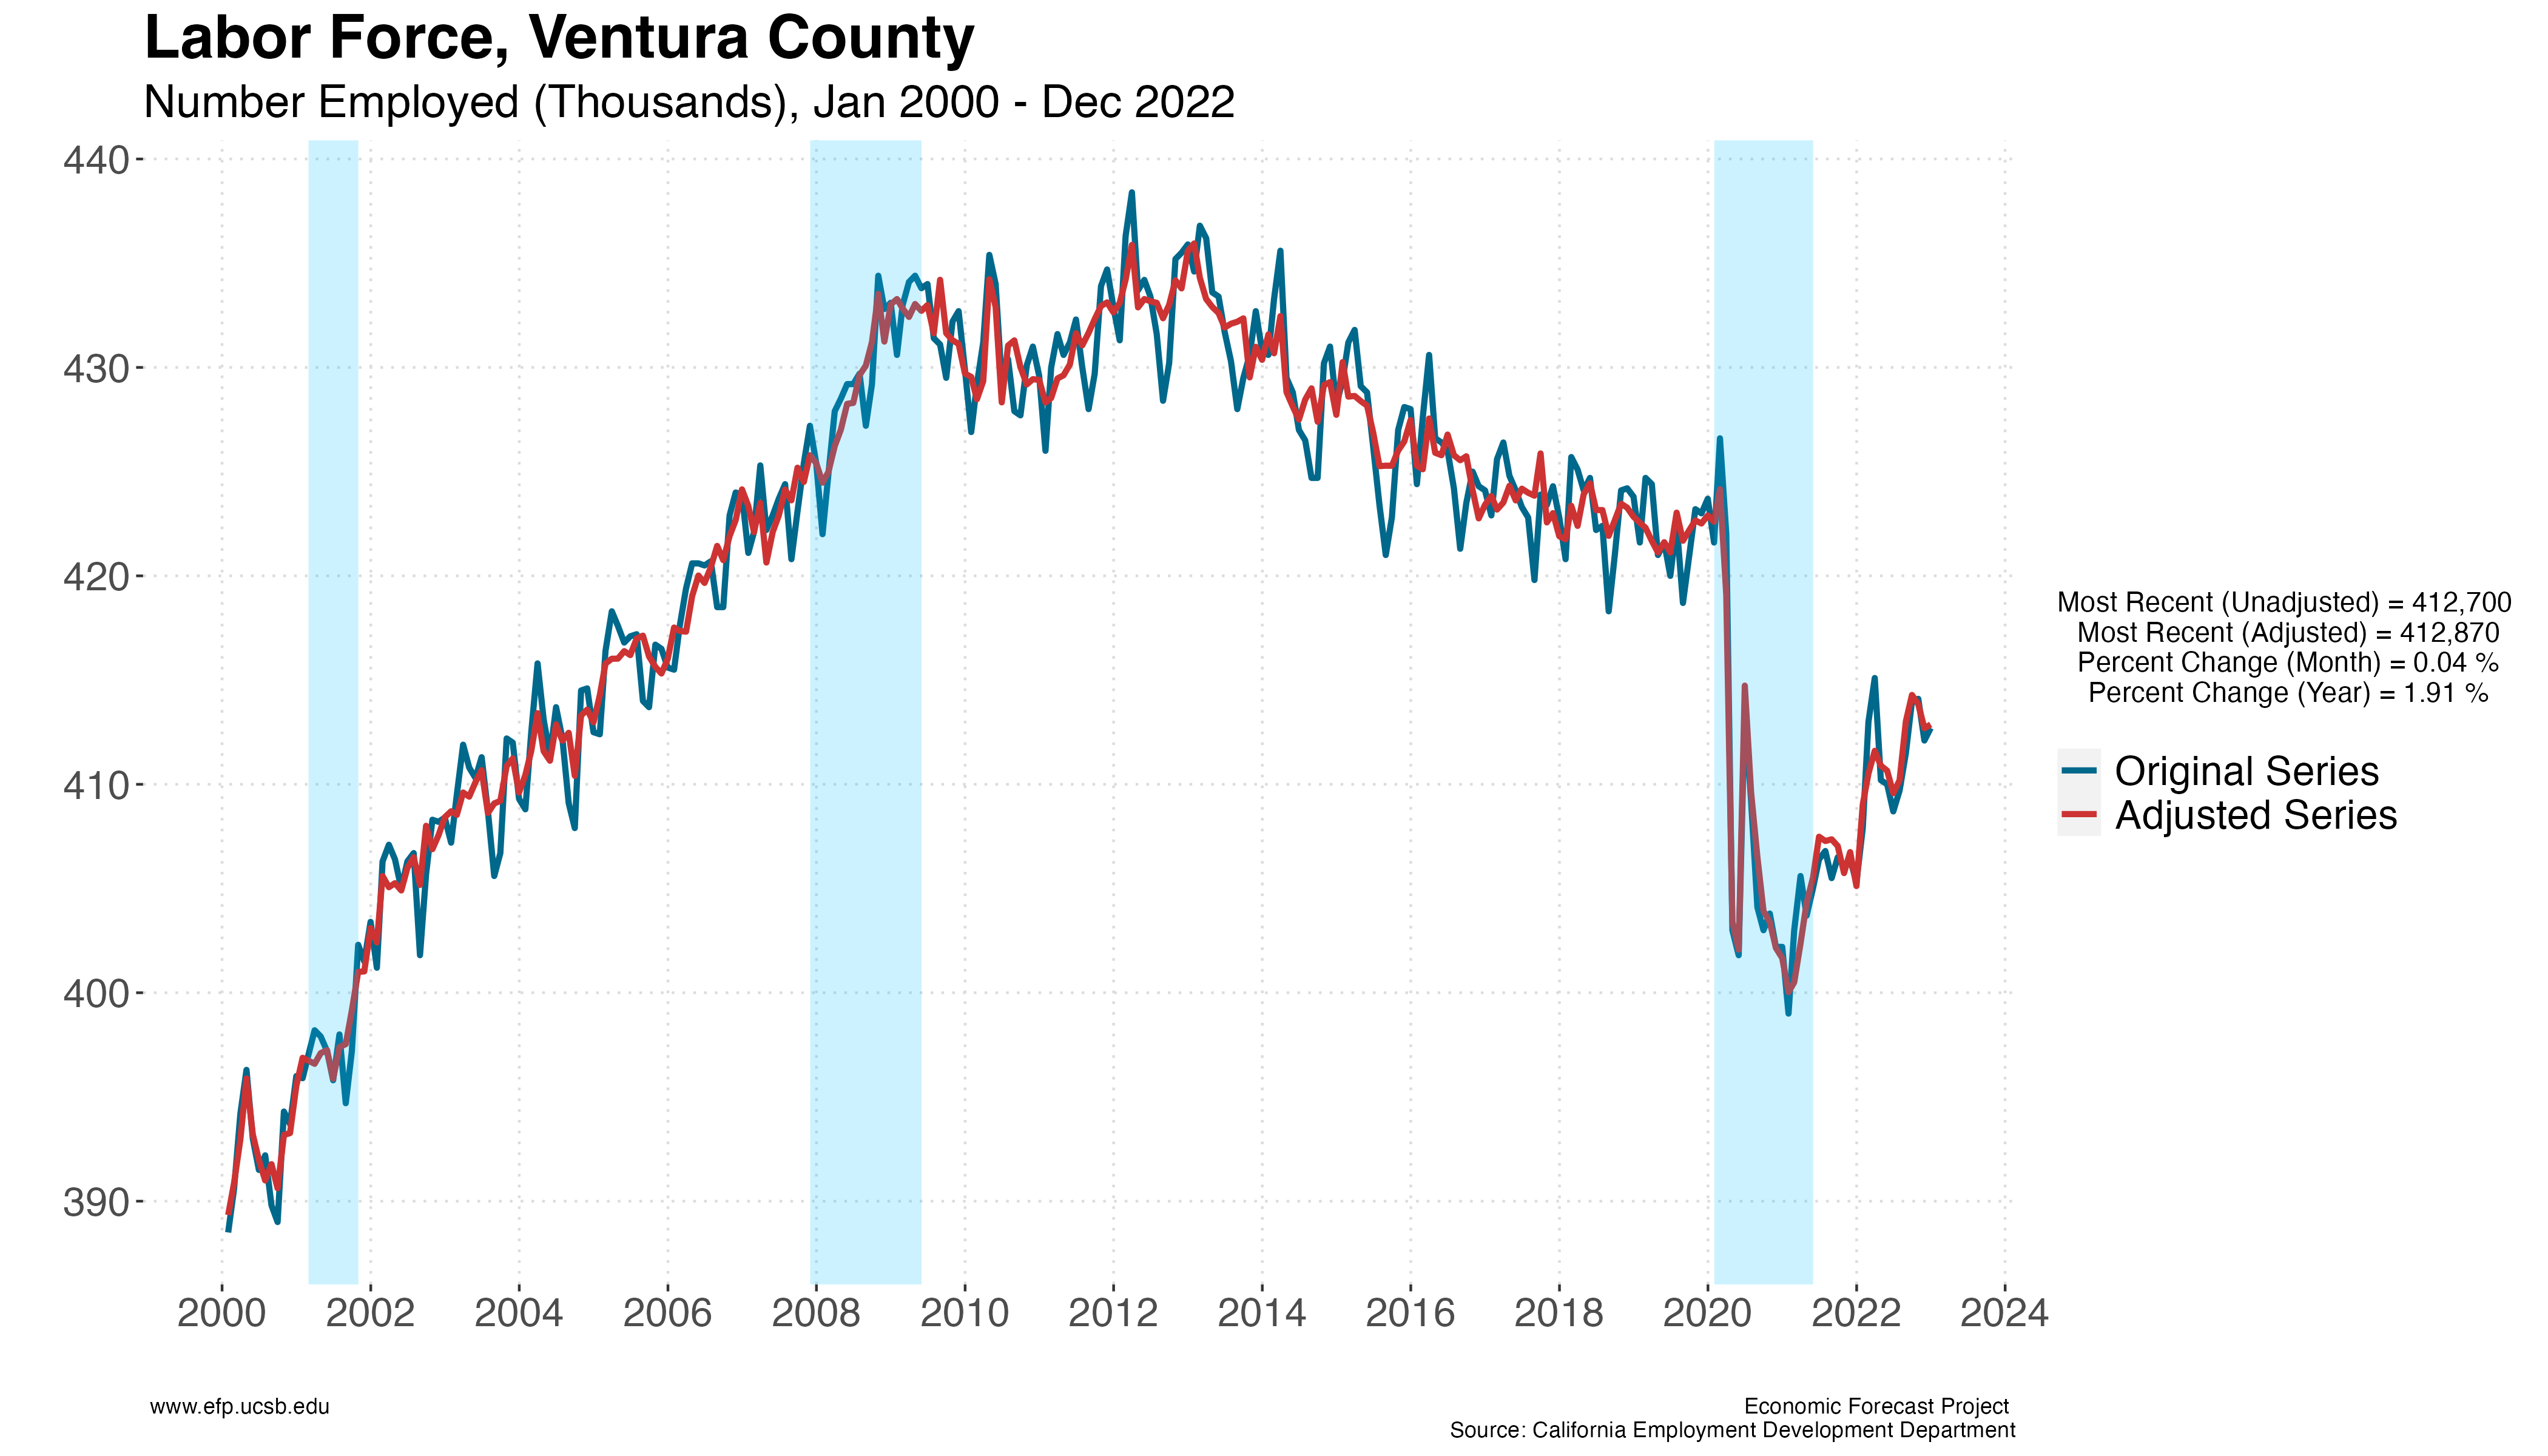 Labor Force, Ventura County
Number Employed (Thousands), Jan 2000 - Dec 2022
440
430
420
410
400
390
2000 2002 2004 2006 2008 2010 2012 2014 2016 2018 2020 2022 2024
Most Recent (Unadjusted) = 412,700
Most Recent (Adjusted) = 412,870
Percent Change (Month) = 0.04 %
Percent Change (Year) = 1.91 %
Original Series
Adjusted Series
www.efp.ucsb.edu
Economic Forecast Project
Source: California Employment Development Department